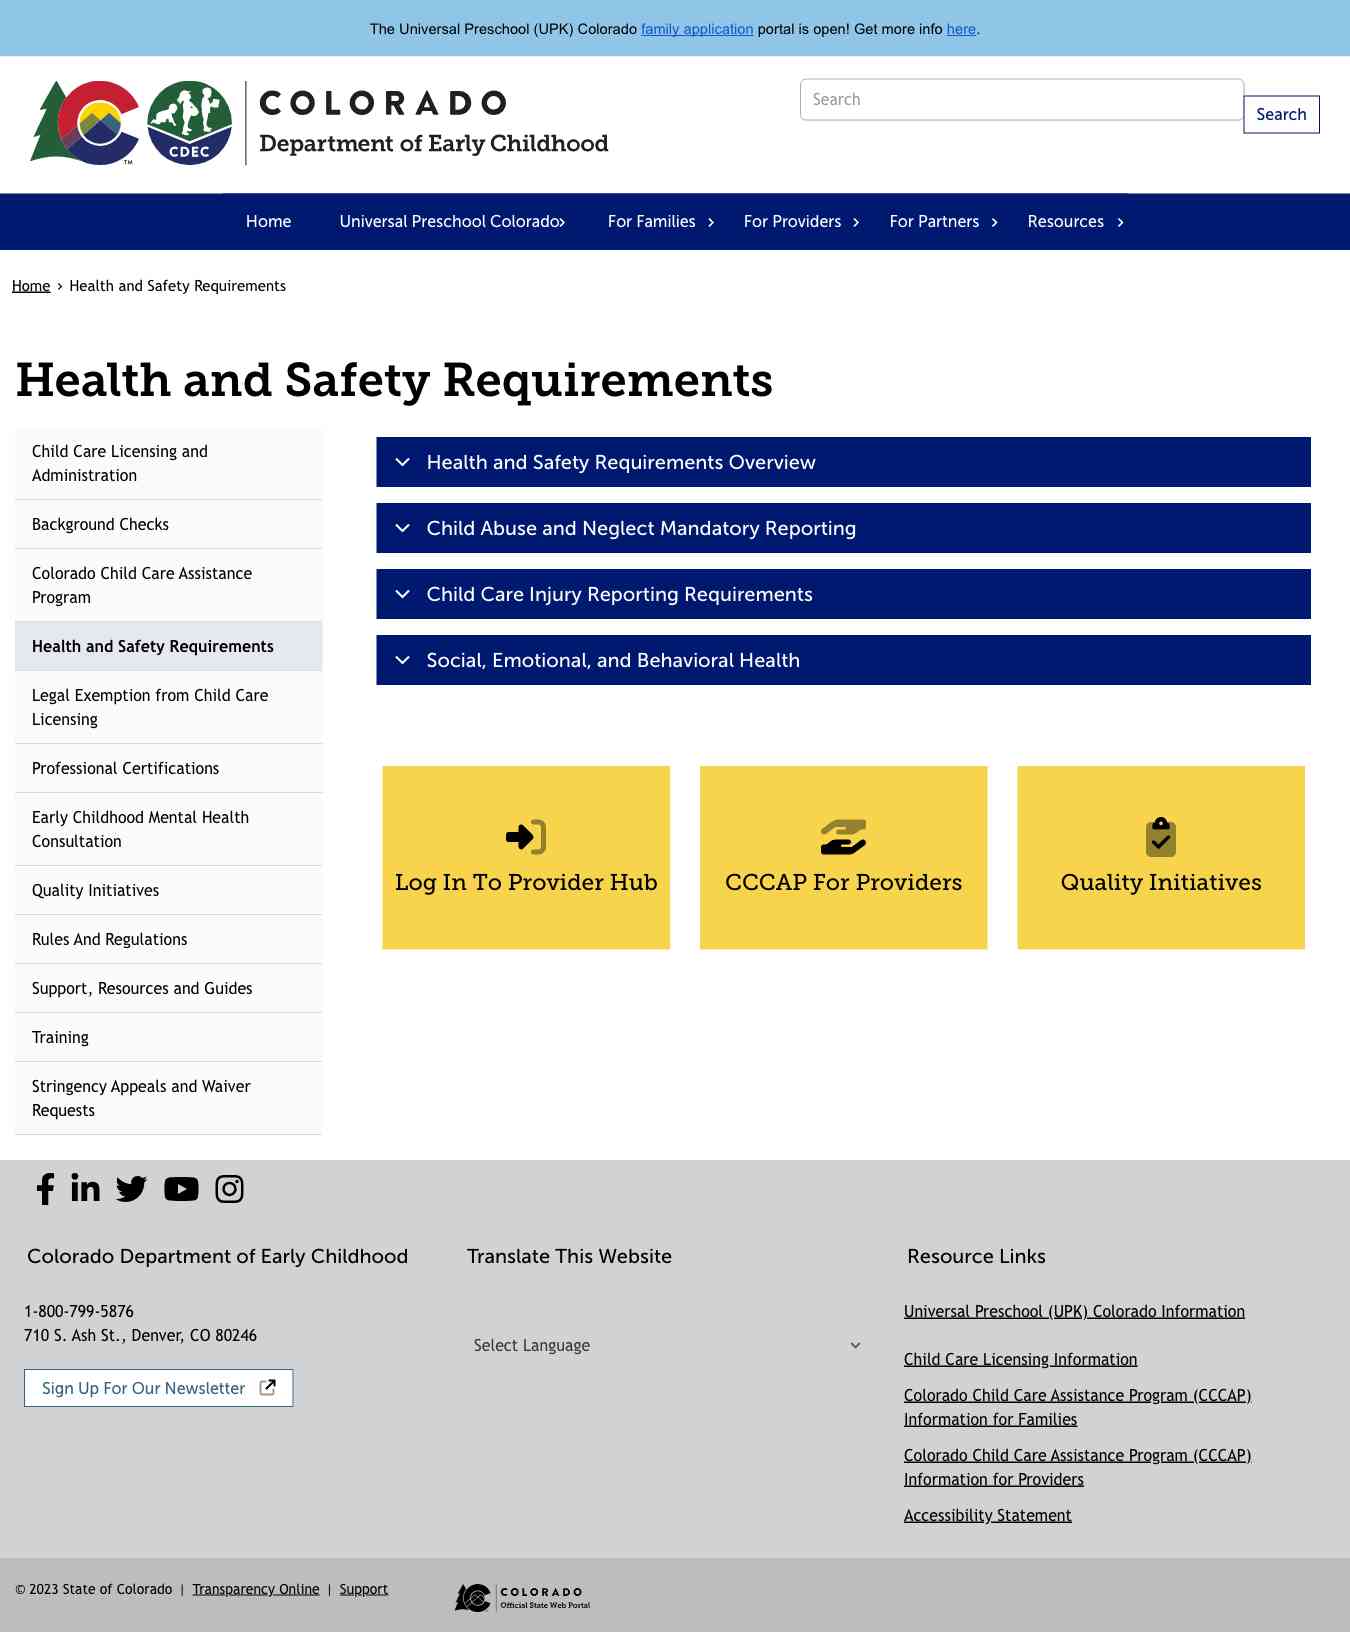 The Universal Preschool (UPK) Colorado family application portal is open! Get more info here.
COLORADO
Department of Early Childhood
CDEC
TM
Search
Search
Home
Universal Preschool Colorado
For Families
For Providers
For Partners
Resources
Home › Health and Safety Requirements
Health and Safety Requirements
Child Care Licensing and
Administration
Background Checks
Colorado Child Care Assistance
Program
Health and Safety Requirements
Legal Exemption from Child Care
Licensing
Professional Certifications
Early Childhood Mental Health
Consultation
Quality Initiatives
Rules And Regulations
Support, Resources and Guides
Training
Stringency Appeals and Waiver
Requests
Health and Safety Requirements Overview
Child Abuse and Neglect Mandatory Reporting
Child Care Injury Reporting Requirements
Social, Emotional, and Behavioral Health
Log In To Provider Hub
CCCAP For Providers
Quality Initiatives
Colorado Department of Early Childhood
1-800-799-5876
710 S. Ash St., Denver, CO 80246
Sign Up For Our Newsletter
Translate This Website
Select Language
Resource Links
Universal Preschool (UPK) Colorado Information
Child Care Licensing Information
Colorado Child Care Assistance Program (CCCAP)
Information for Families
Colorado Child Care Assistance Program (CCCAP)
Information for Providers
Accessibility Statement
© 2023 State of Colorado | Transparency Online | Support
COLORADO
Official State Web Portal